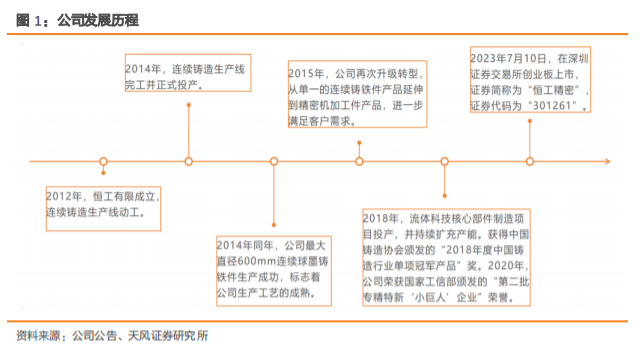 图 1：公司发展历程
2014年，连续铸造生产线
完工并正式投产。
2015年，公司再次升级转型，
从单一的连续铸铁件产品延伸
到精密机加工件产品，进一步
满足客户需求。
2023年7月10日，在深圳
证券交易所创业板上市，
证券简称为“恒工精密”，
证券代码为“301261”。
2012年，恒工有限成立，
连续铸造生产线动工。
2014年同年，公司最大
直径600mm连续球墨铸
铁件生产成功，标志着
公司生产工艺的成熟。
2018年，流体科技核心部件制造项
目投产，并持续扩充产能。获得中国
铸造协会颁发的“2018年度中国铸
造行业单项冠军产品”奖。2020年，
公司荣获国家工信部颁发的“第二批
专精特新‘小巨人’企业”荣誉。
资料来源：公司公告、天风证券研究所